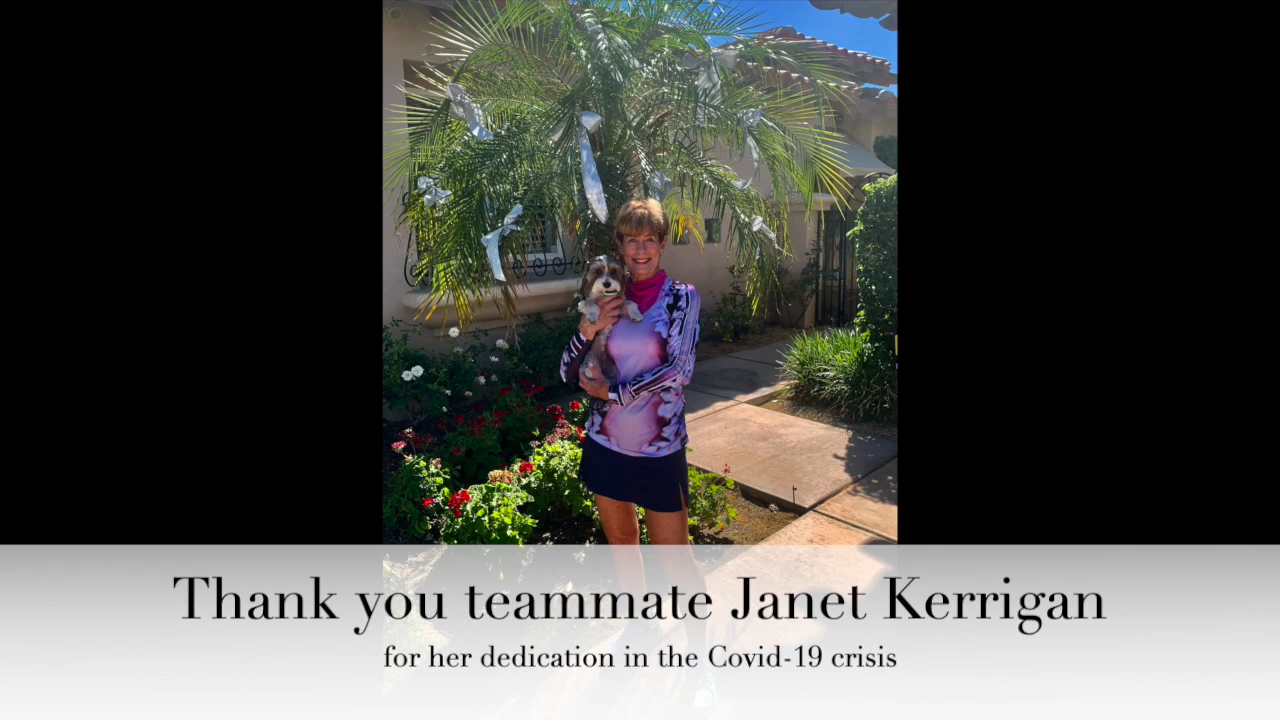 Thank you teammate Janet Kerrigan
for her dedication in the Covid-19 crisis